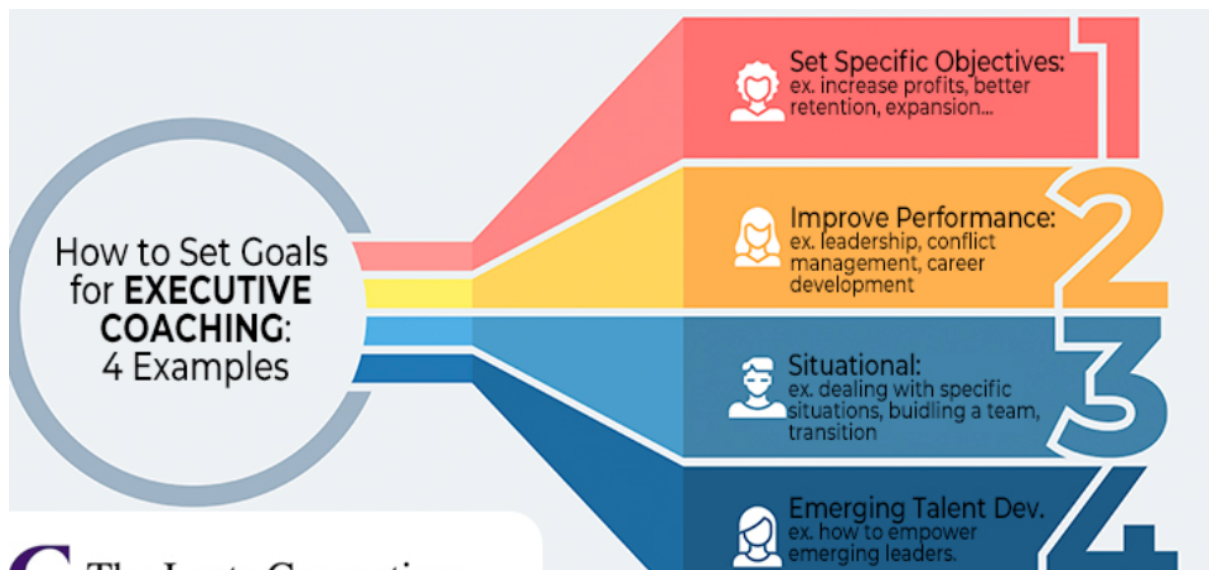 How to Set Goals
for EXECUTIVE
COACHING:
4 Examples
1
Set Specific Objectives:
ex. increase profits, better
retention, expansion...
2
Improve Performance:
ex. leadership, conflict
management, career
development
3
Situational:
ex. dealing with specific
situations, buidling a team,
transition
4
Emerging Talent Dev.
ex. how to empower
emerging leaders.